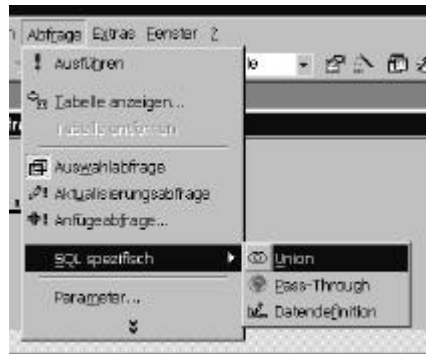 Abfrage Extras Fenster ?
Ausführen
Tabelle anzeigen...
Tabelle entfernen
Auswahlabfrage
Aktualisierungsabfrage
Anfügeabfrage...
SQL spezifisch
Union
Pass-Through
Datendefinition
Parameter...